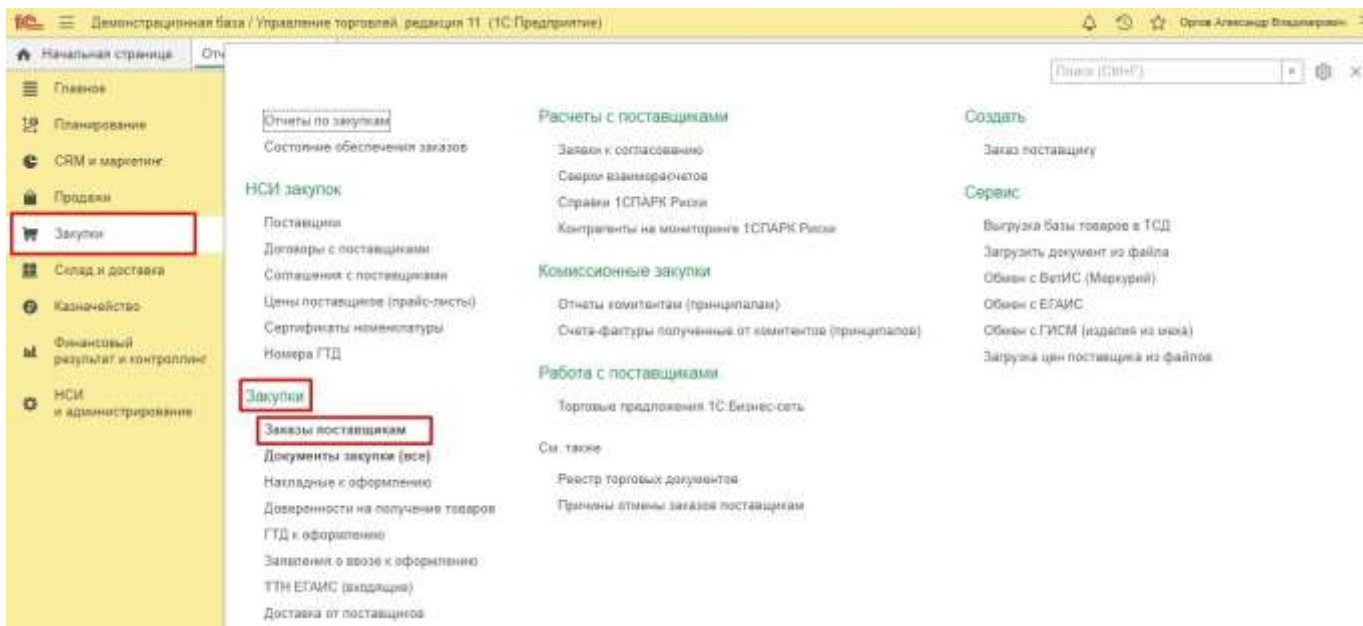 1С
Демонстрационная база / Управление торговлей, редакция 11 (1С:Предприятие)
Орлов Александр Владимирович
Начальная страница
Отч
Главное
Планирование
CRM и маркетинг
Продажи
Закупки
Склад и доставка
Казначейство
Финансовый
результат и контроллинг
НСИ
и администрирование
Поиск (Ctrl+F)
Отчеты по закупкам
Состояние обеспечения заказов
НСИ закупок
Поставщики
Договоры с поставщиками
Соглашения с поставщиками
Цены поставщиков (прайс-листы)
Сертификаты номенклатуры
Номера ГТД
Закупки
Заказы поставщикам
Документы закупки (все)
Накладные к оформлению
Доверенности на получение товаров
ГТД к оформлению
Заявления о ввозе к оформлению
ТТН ЕГАИС (входящие)
Доставка от поставщиков
Расчеты с поставщиками
Заявки к согласованию
Сверки взаиморасчетов
Справки 1СПАРК Риски
Контрагенты на мониторинге 1СПАРК Риски
Комиссионные закупки
Отчеты комитентам (принципалам)
Счета-фактуры полученные от комитентов (принципалов)
Работа с поставщиками
Торговые предложения 1С:Бизнес-сеть
См. также
Реестр торговых документов
Причины отмены заказов поставщикам
Создать
Заказ поставщику
Сервис
Выгрузка базы товаров в ТСД
Загрузить документ из файла
Обмен с ВетИС (Меркурий)
Обмен с ЕГАИС
Обмен с ГИСМ (изделия из меха)
Загрузка цен поставщика из файлов